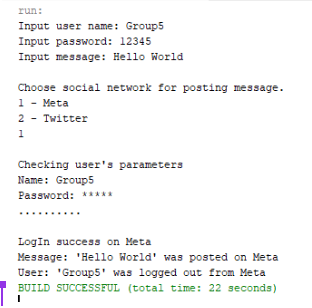 run:
Input user name: Group5
Input password: 12345
Input message: Hello World
Choose social network for posting message.
1 - Meta
2 - Twitter
1
Checking user's parameters
Name: Group5
Password: *****
..........
LogIn success on Meta
Message: 'Hello World' was posted on Meta
User: 'Group5' was logged out from Meta
BUILD SUCCESSFUL (total time: 22 seconds)